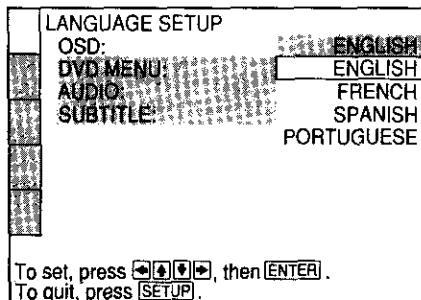 LANGUAGE SETUP
OSD: ENGLISH
DVD MENU: ENGLISH
AUDIO: FRENCH
SUBTITLE: SPANISH
PORTUGUESE
To set, press ←↑↓→, then ENTER.
To quit, press SETUP.